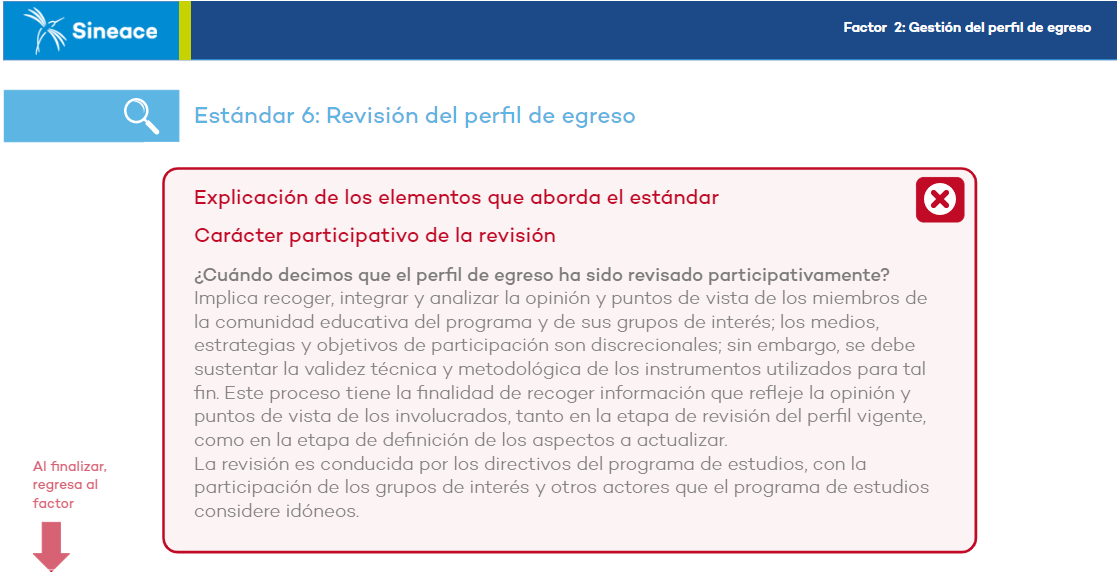 Sineace
Factor 2: Gestión del perfil de egreso
Estándar 6: Revisión del perfil de egreso
Explicación de los elementos que aborda el estándar
Carácter participativo de la revisión
¿Cuándo decimos que el perfil de egreso ha sido revisado participativamente?
Implica recoger, integrar y analizar la opinión y puntos de vista de los miembros de
la comunidad educativa del programa y de sus grupos de interés; los medios,
estrategias y objetivos de participación son discrecionales; sin embargo, se debe
sustentar la validez técnica y metodológica de los instrumentos utilizados para tal
fin. Este proceso tiene la finalidad de recoger información que refleje la opinión y
puntos de vista de los involucrados, tanto en la etapa de revisión del perfil vigente,
como en la etapa de definición de los aspectos a actualizar.
La revisión es conducida por los directivos del programa de estudios, con la
participación de los grupos de interés y otros actores que el programa de estudios
considere idóneos.
Al finalizar,
regresa al
factor